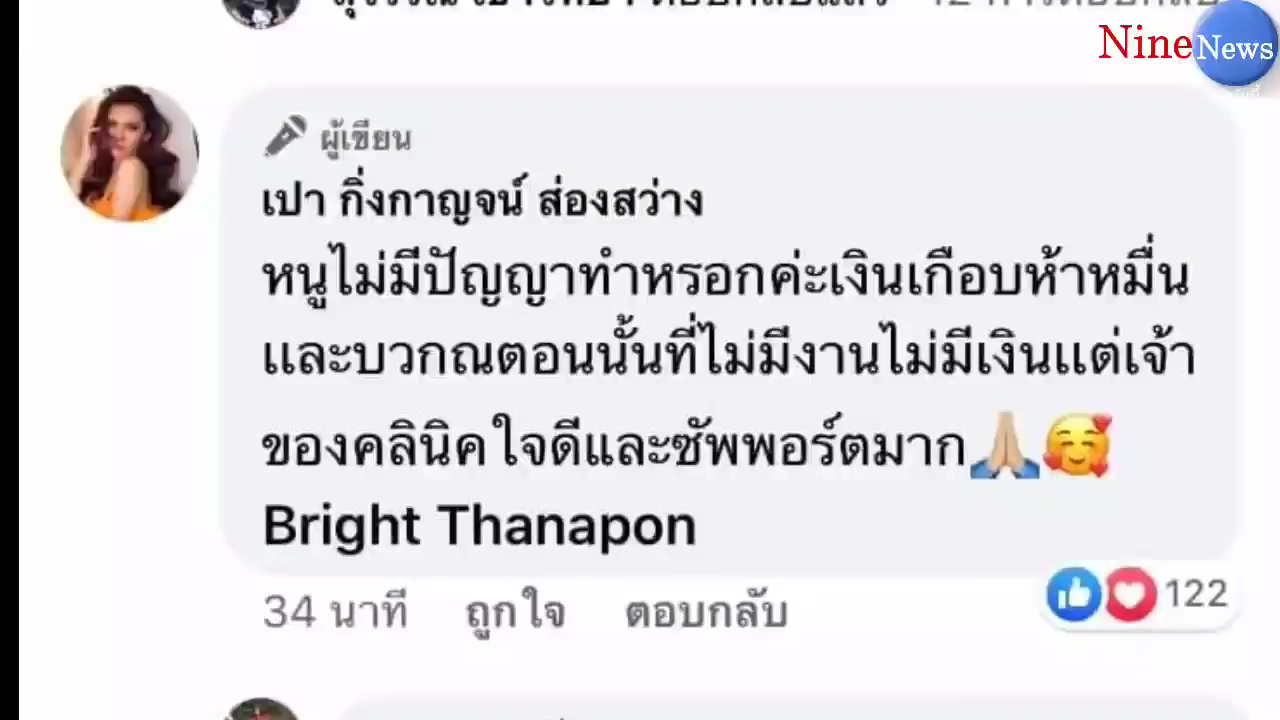 Nine News
ผู้เขียน
เปา กิ่งกาญจน์ ส่องสว่าง
หนูไม่มีปัญญาทำหรอกค่ะเงินเกือบห้าหมื่น
และบวกณตอนนั้นที่ไม่มีงานไม่มีเงินแต่เจ้า
ของคลินิคใจดีและซัพพอร์ตมาก🙏🏼🥰
Bright Thanapon
34 นาที ถูกใจ ตอบกลับ 122